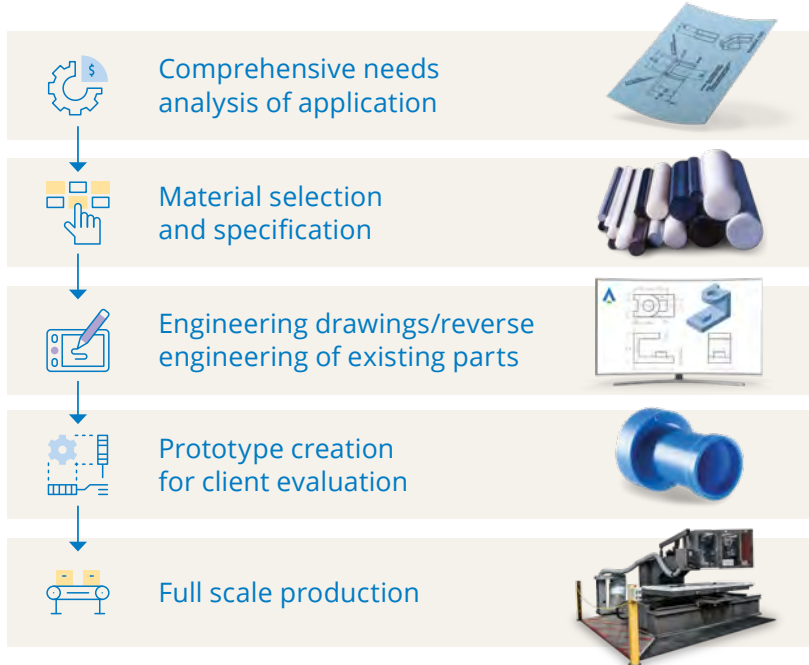 $
Comprehensive needs
analysis of application
Material selection
and specification
Engineering drawings/reverse
engineering of existing parts
Prototype creation
for client evaluation
Full scale production